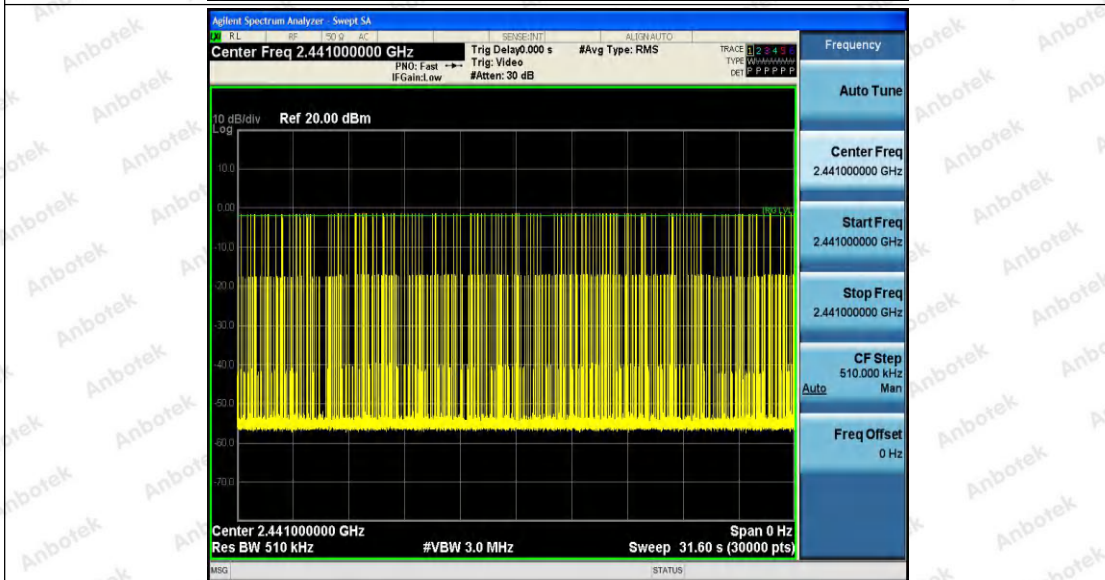 Agilent Spectrum Analyzer - Swept SA
RL RF 50 Ω AC SENSE:INT ALIGN AUTO
Center Freq 2.441000000 GHz
PNO: Fast
IFGain:Low
Trig Delay0.000 s
Trig: Video
#Atten: 30 dB
#Avg Type: RMS
TRACE 1 2 3 4 5 6
TYPE
DET P P P P P P
Frequency
Auto Tune
Center Freq
2.441000000 GHz
Start Freq
2.441000000 GHz
Stop Freq
2.441000000 GHz
CF Step
510.000 kHz
Auto Man
Freq Offset
0 Hz
10 dB/div Ref 20.00 dBm
Log
10.0
0.00
-10.0
-20.0
-30.0
-40.0
-50.0
-60.0
-70.0
Center 2.441000000 GHz Span 0 Hz
Res BW 510 kHz #VBW 3.0 MHz Sweep 31.60 s (30000 pts)
MSG STATUS
Anbotek